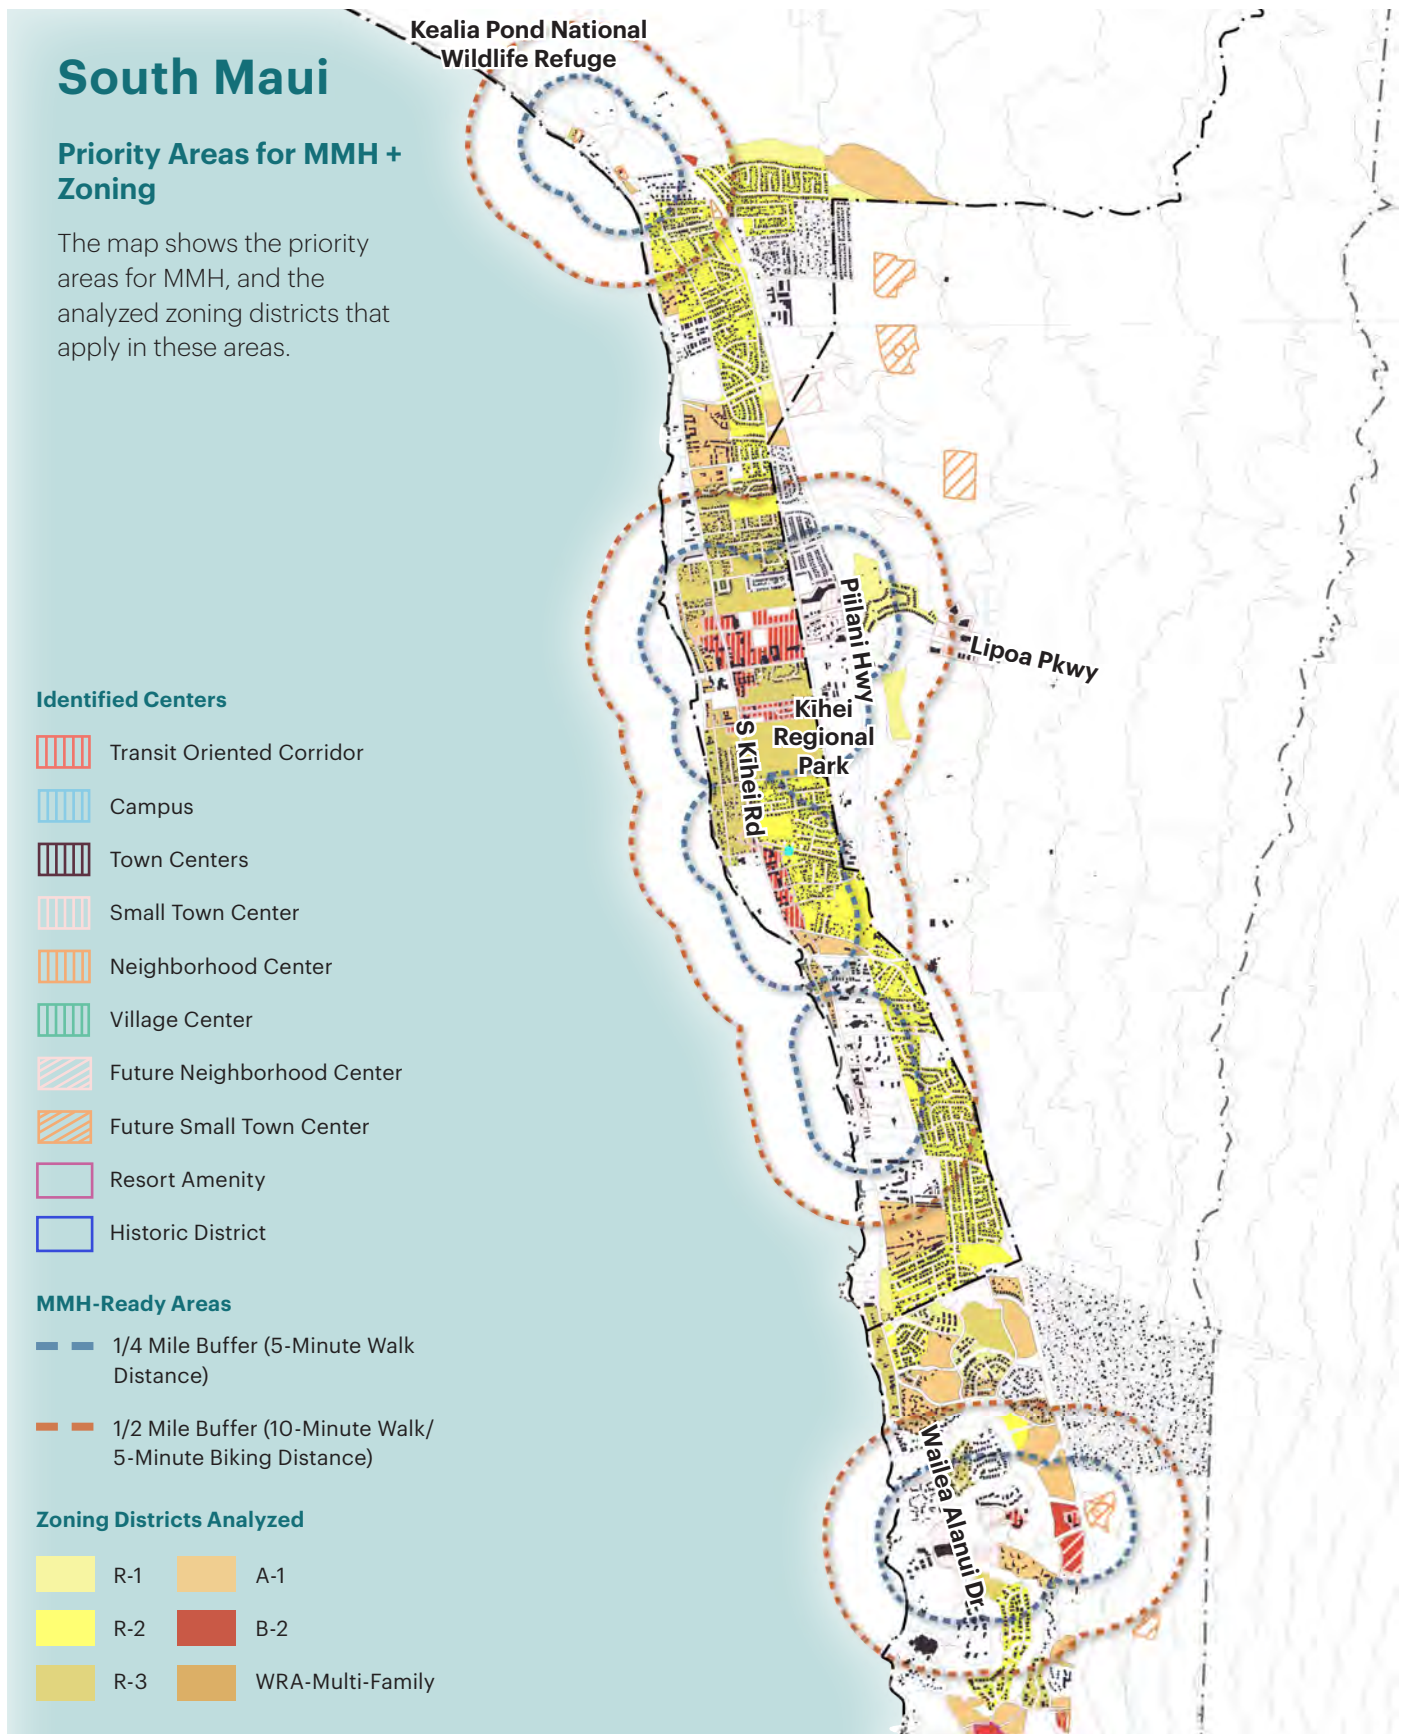 South Maui
Priority Areas for MMH +
Zoning
The map shows the priority
areas for MMH, and the
analyzed zoning districts that
apply in these areas.
Kealia Pond National
Wildlife Refuge
Piilani Hwy
Lipoa Pkwy
Kīhei
Regional
Park
S Kīhei Rd
Wailea Alanui Dr.
Identified Centers
Transit Oriented Corridor
Campus
Town Centers
Small Town Center
Neighborhood Center
Village Center
Future Neighborhood Center
Future Small Town Center
Resort Amenity
Historic District
MMH-Ready Areas
1/4 Mile Buffer (5-Minute Walk
Distance)
1/2 Mile Buffer (10-Minute Walk/
5-Minute Biking Distance)
Zoning Districts Analyzed
R-1 A-1
R-2 B-2
R-3 WRA-Multi-Family